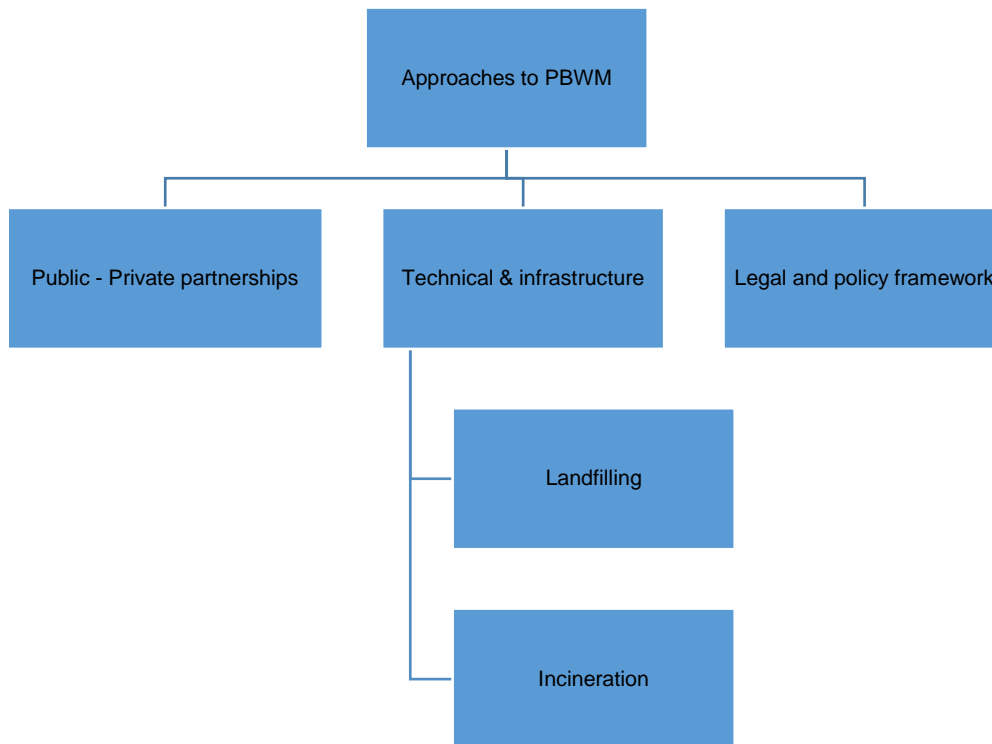 Approaches to PBWM
Public - Private partnerships
Technical & infrastructure
Legal and policy framework
Landfilling
Incineration